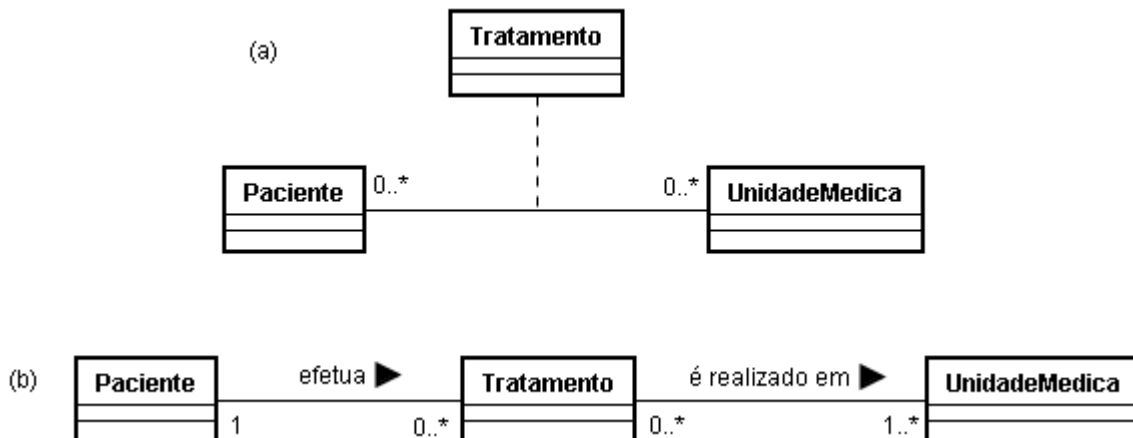 (a)
Tratamento
Paciente 0..* 0..* UnidadeMedica
(b) Paciente efetua ▶ Tratamento é realizado em ▶ UnidadeMedica
1 0..* 0..* 1..*